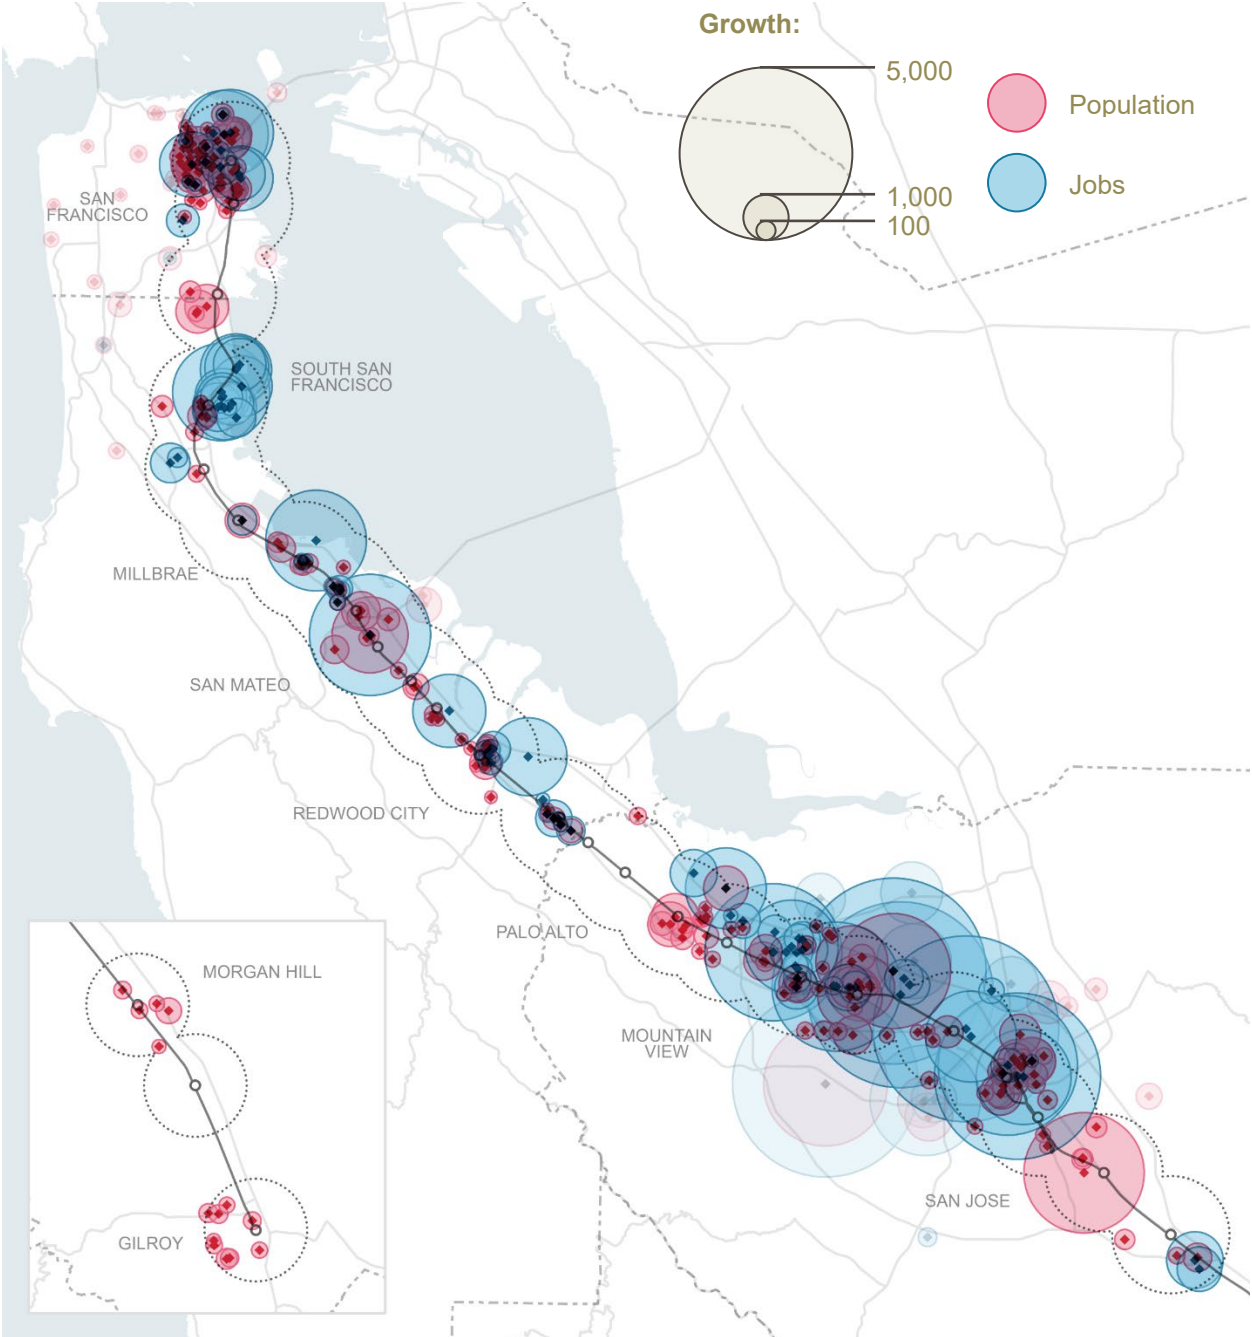 Growth:
5,000
1,000
100
Population
Jobs
SAN
FRANCISCO
SOUTH SAN
FRANCISCO
MILLBRAE
SAN MATEO
REDWOOD CITY
PALO ALTO
MOUNTAIN
VIEW
SAN JOSE
MORGAN HILL
GILROY